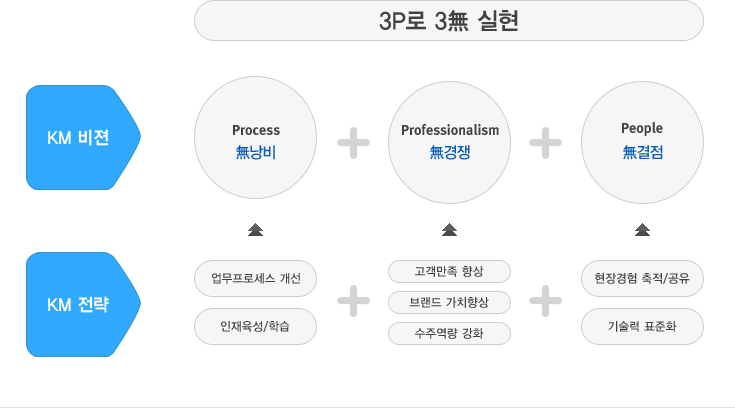 3P로 3無 실현
KM 비젼
Process
無낭비
Professionalism
無경쟁
People
無결점
KM 전략
업무프로세스 개선
인재육성/학습
고객만족 향상
브랜드 가치향상
수주역량 강화
현장경험 축적/공유
기술력 표준화